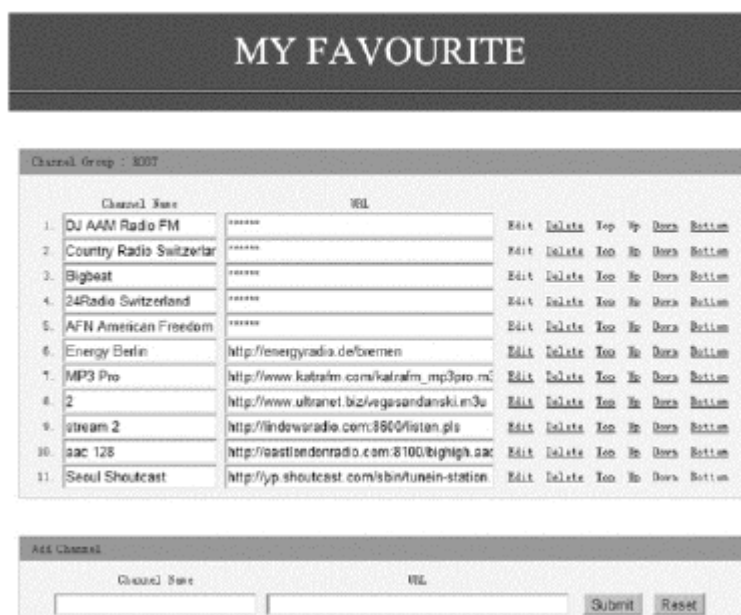 MY FAVOURITE
Channel Group : ROOT
Channel Name URL
1. DJ AAM Radio FM ****** Edit Delete Top Up Down Bottom
2. Country Radio Switzerlar ****** Edit Delete Top Up Down Bottom
3. Bigbeat ****** Edit Delete Top Up Down Bottom
4. 24Radio Switzerland ****** Edit Delete Top Up Down Bottom
5. AFN American Freedom ****** Edit Delete Top Up Down Bottom
6. Energy Berlin http://energyradio.de/bremen Edit Delete Top Up Down Bottom
7. MP3 Pro http://www.katrafm.com/katrafm_mp3pro.m3 Edit Delete Top Up Down Bottom
8. 2 http://www.ultranet.biz/vegasandanski.m3u Edit Delete Top Up Down Bottom
9. stream 2 http://lindowsradio.com:8600/listen.pls Edit Delete Top Up Down Bottom
10. aac 128 http://eastlondonradio.com:8100/bighigh.aac Edit Delete Top Up Down Bottom
11. Seoul Shoutcast http://yp.shoutcast.com/sbin/tunein-station. Edit Delete Top Up Down Bottom
Add Channel
Channel Name URL
Submit Reset